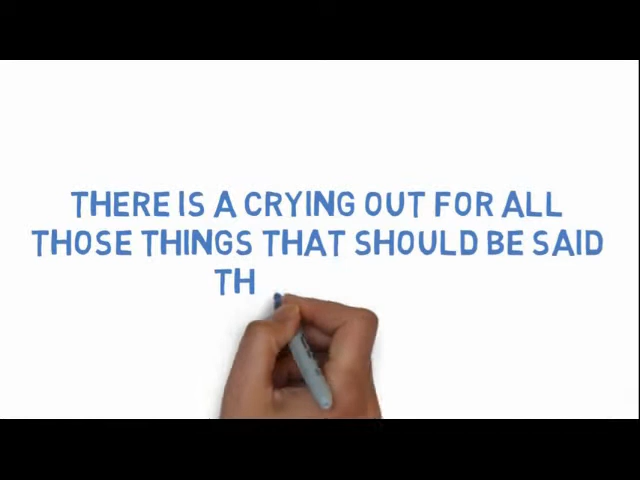 THERE IS A CRYING OUT FOR ALL
THOSE THINGS THAT SHOULD BE SAID
TH